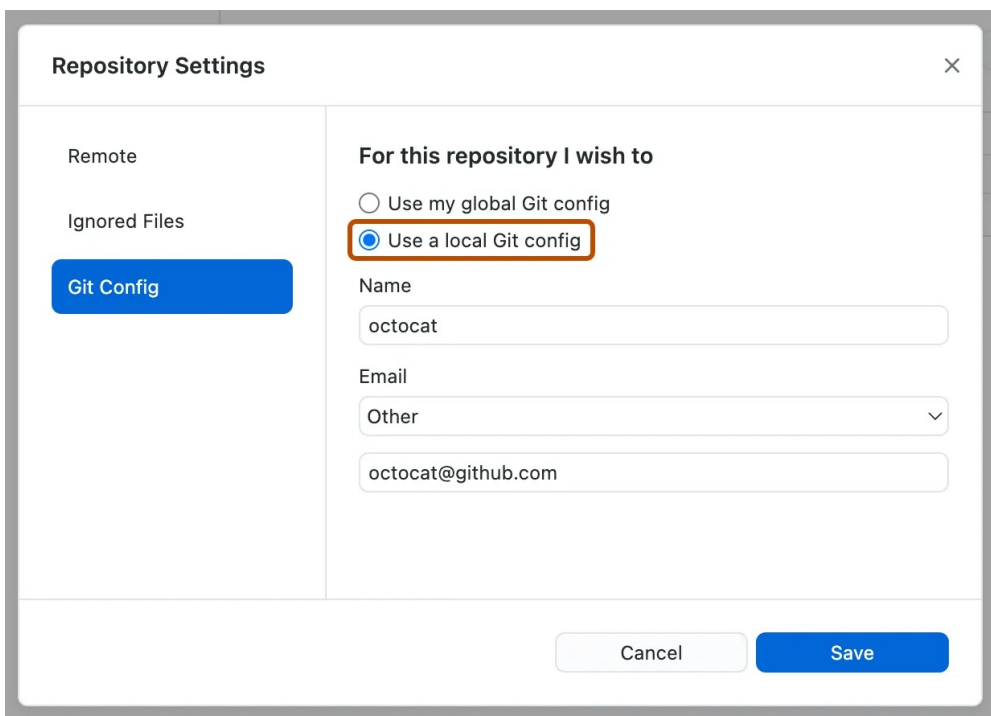 Repository Settings
Remote
Ignored Files
Git Config
For this repository I wish to
Use my global Git config
Use a local Git config
Name
octocat
Email
Other
octocat@github.com
Cancel
Save